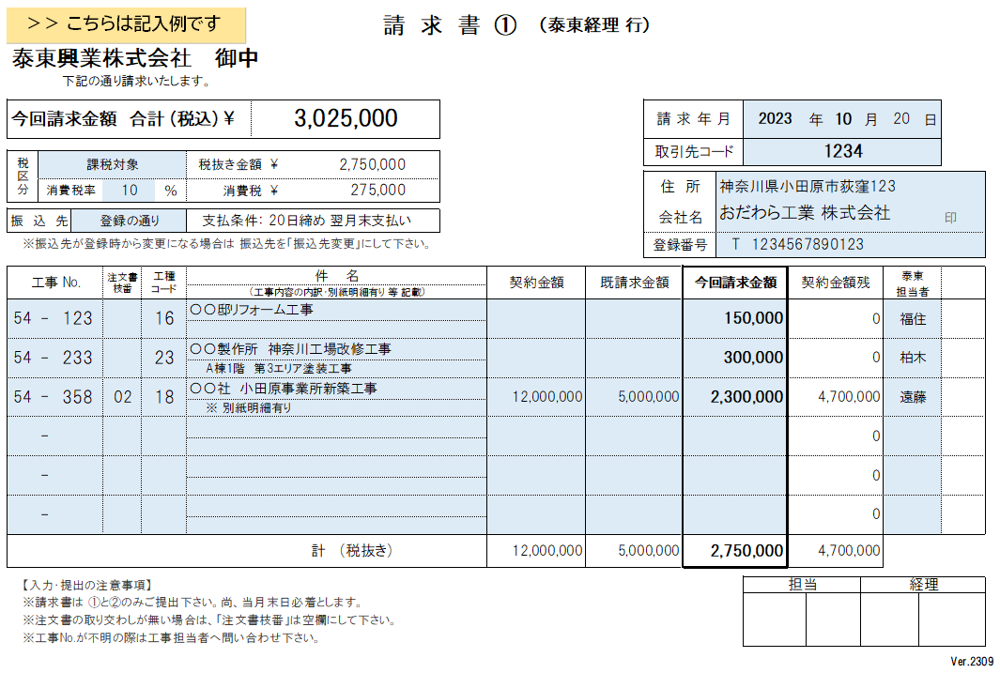 >> こちらは記入例です
請 求 書 ① （泰東経理 行）
泰東興業株式会社 御中
下記の通り請求いたします。
今回請求金額 合計（税込）¥ 3,025,000
請 求 年 月 2023 年 10 月 20 日
取引先コード 1234
税区分 課税対象 税抜き金額 ¥ 2,750,000
消費税率 10 % 消費税 ¥ 275,000
住 所 神奈川県小田原市荻窪123
会社名 おだわら工業 株式会社 印
登録番号 T 1234567890123
振 込 先 登録の通り 支払条件： 20日締め 翌月末支払い
※振込先が登録時から変更になる場合は 振込先を「振込先変更」にして下さい。
工事 No. 注文書枝番 工種コード 件 名 契約金額 既請求金額 今回請求金額 契約金額残 泰東担当者
（工事内容の内訳・別紙明細有り 等 記載）
54 - 123 16 〇〇邸リフォーム工事 150,000 0 福住
54 - 233 23 〇〇製作所 神奈川工場改修工事 300,000 0 柏木
A棟1階 第3エリア塗装工事
54 - 358 02 18 〇〇社 小田原事業所新築工事 12,000,000 5,000,000 2,300,000 4,700,000 遠藤
※ 別紙明細有り
- 0
- 0
- 0
計 （税抜き） 12,000,000 5,000,000 2,750,000 4,700,000
【入力・提出の注意事項】
※請求書は ①と②のみご提出下さい。尚、当月末日必着とします。
※注文書の取り交わしが無い場合は、「注文書枝番」は空欄にして下さい。
※工事No.が不明の際は工事担当者へ問い合わせ下さい。
担当 経理
Ver.2309